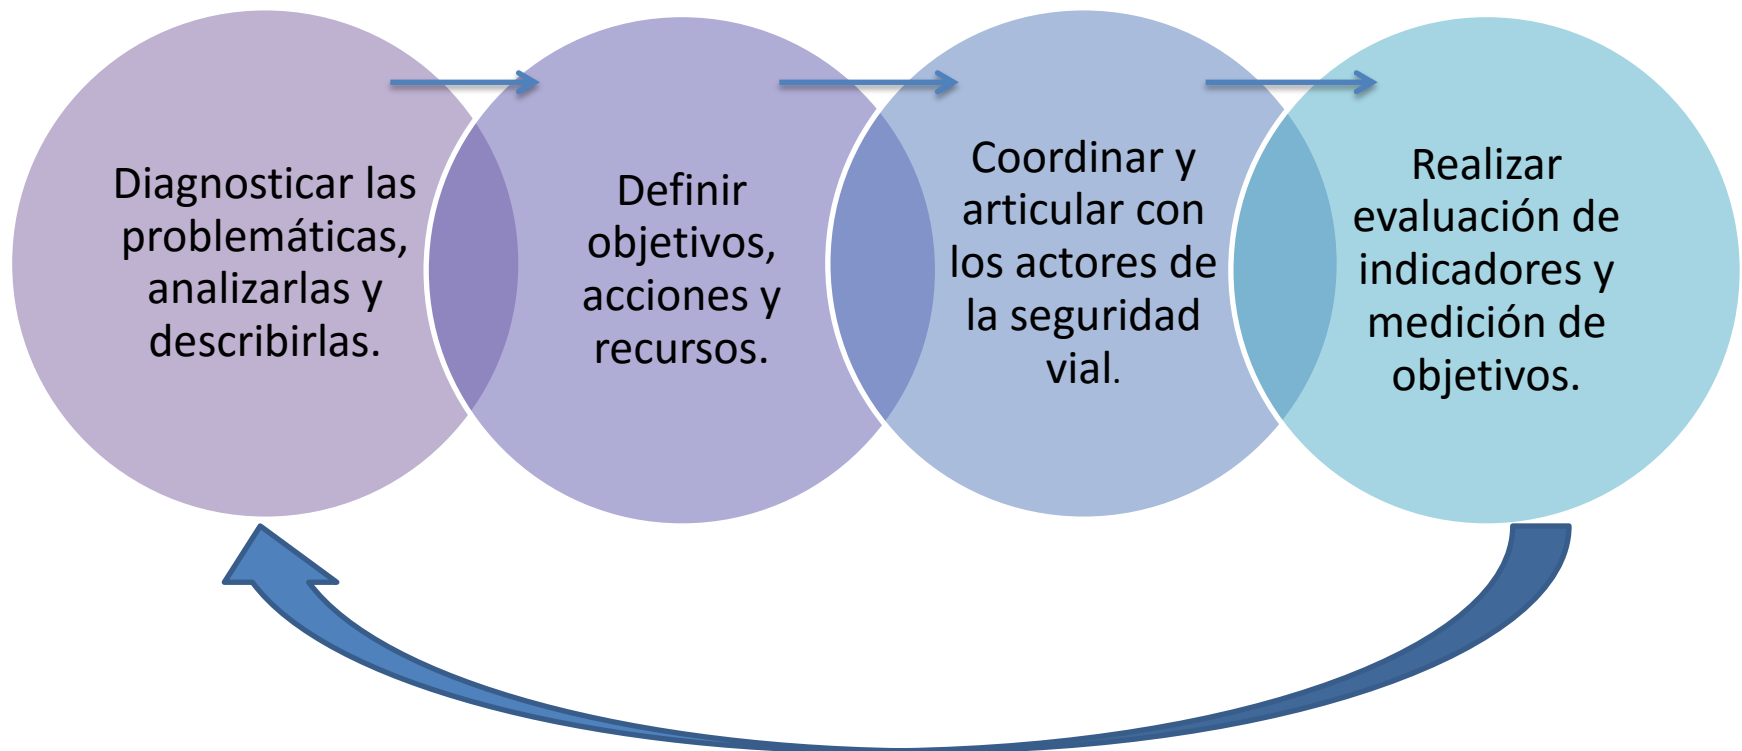 Diagnosticar las
problemáticas,
analizarlas y
describirlas.
Definir
objetivos,
acciones y
recursos.
Coordinar y
articular con
los actores de
la seguridad
vial.
Realizar
evaluación de
indicadores y
medición de
objetivos.